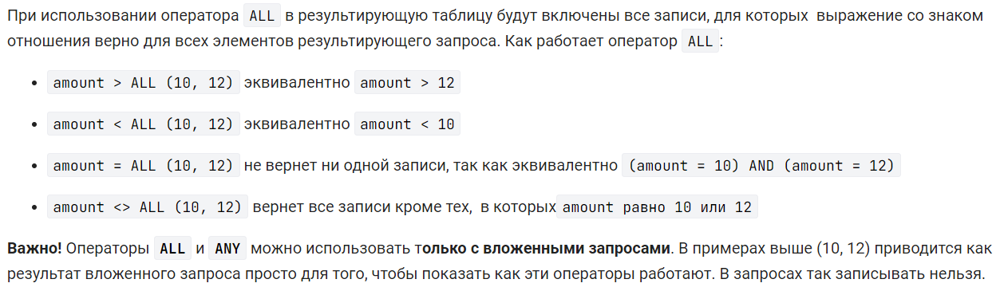 При использовании оператора ALL в результирующую таблицу будут включены все записи, для которых выражение со знаком
отношения верно для всех элементов результирующего запроса. Как работает оператор ALL:
• amount > ALL (10, 12) эквивалентно amount > 12
• amount < ALL (10, 12) эквивалентно amount < 10
• amount = ALL (10, 12) не вернет ни одной записи, так как эквивалентно (amount = 10) AND (amount = 12)
• amount <> ALL (10, 12) вернет все записи кроме тех, в которых amount равно 10 или 12
Важно! Операторы ALL и ANY можно использовать только с вложенными запросами. В примерах выше (10, 12) приводится как
результат вложенного запроса просто для того, чтобы показать как эти операторы работают. В запросах так записывать нельзя.